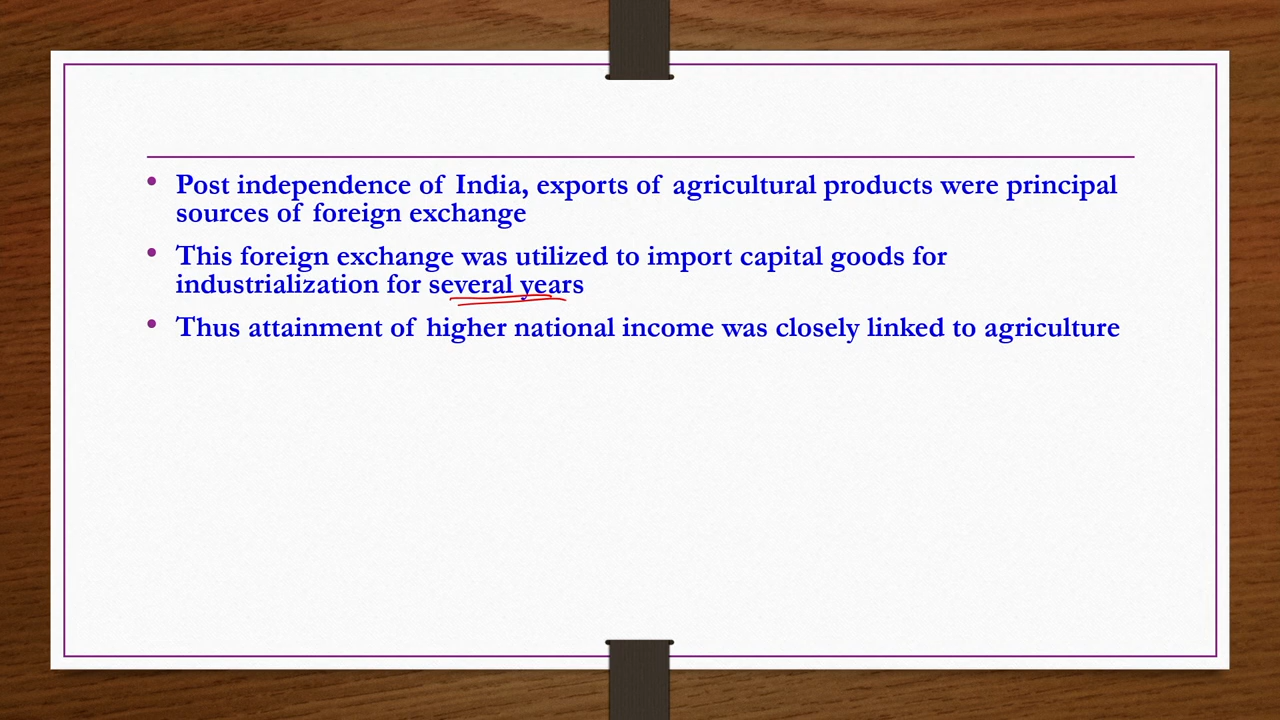 • Post independence of India, exports of agricultural products were principal
sources of foreign exchange
• This foreign exchange was utilized to import capital goods for
industrialization for several years
• Thus attainment of higher national income was closely linked to agriculture